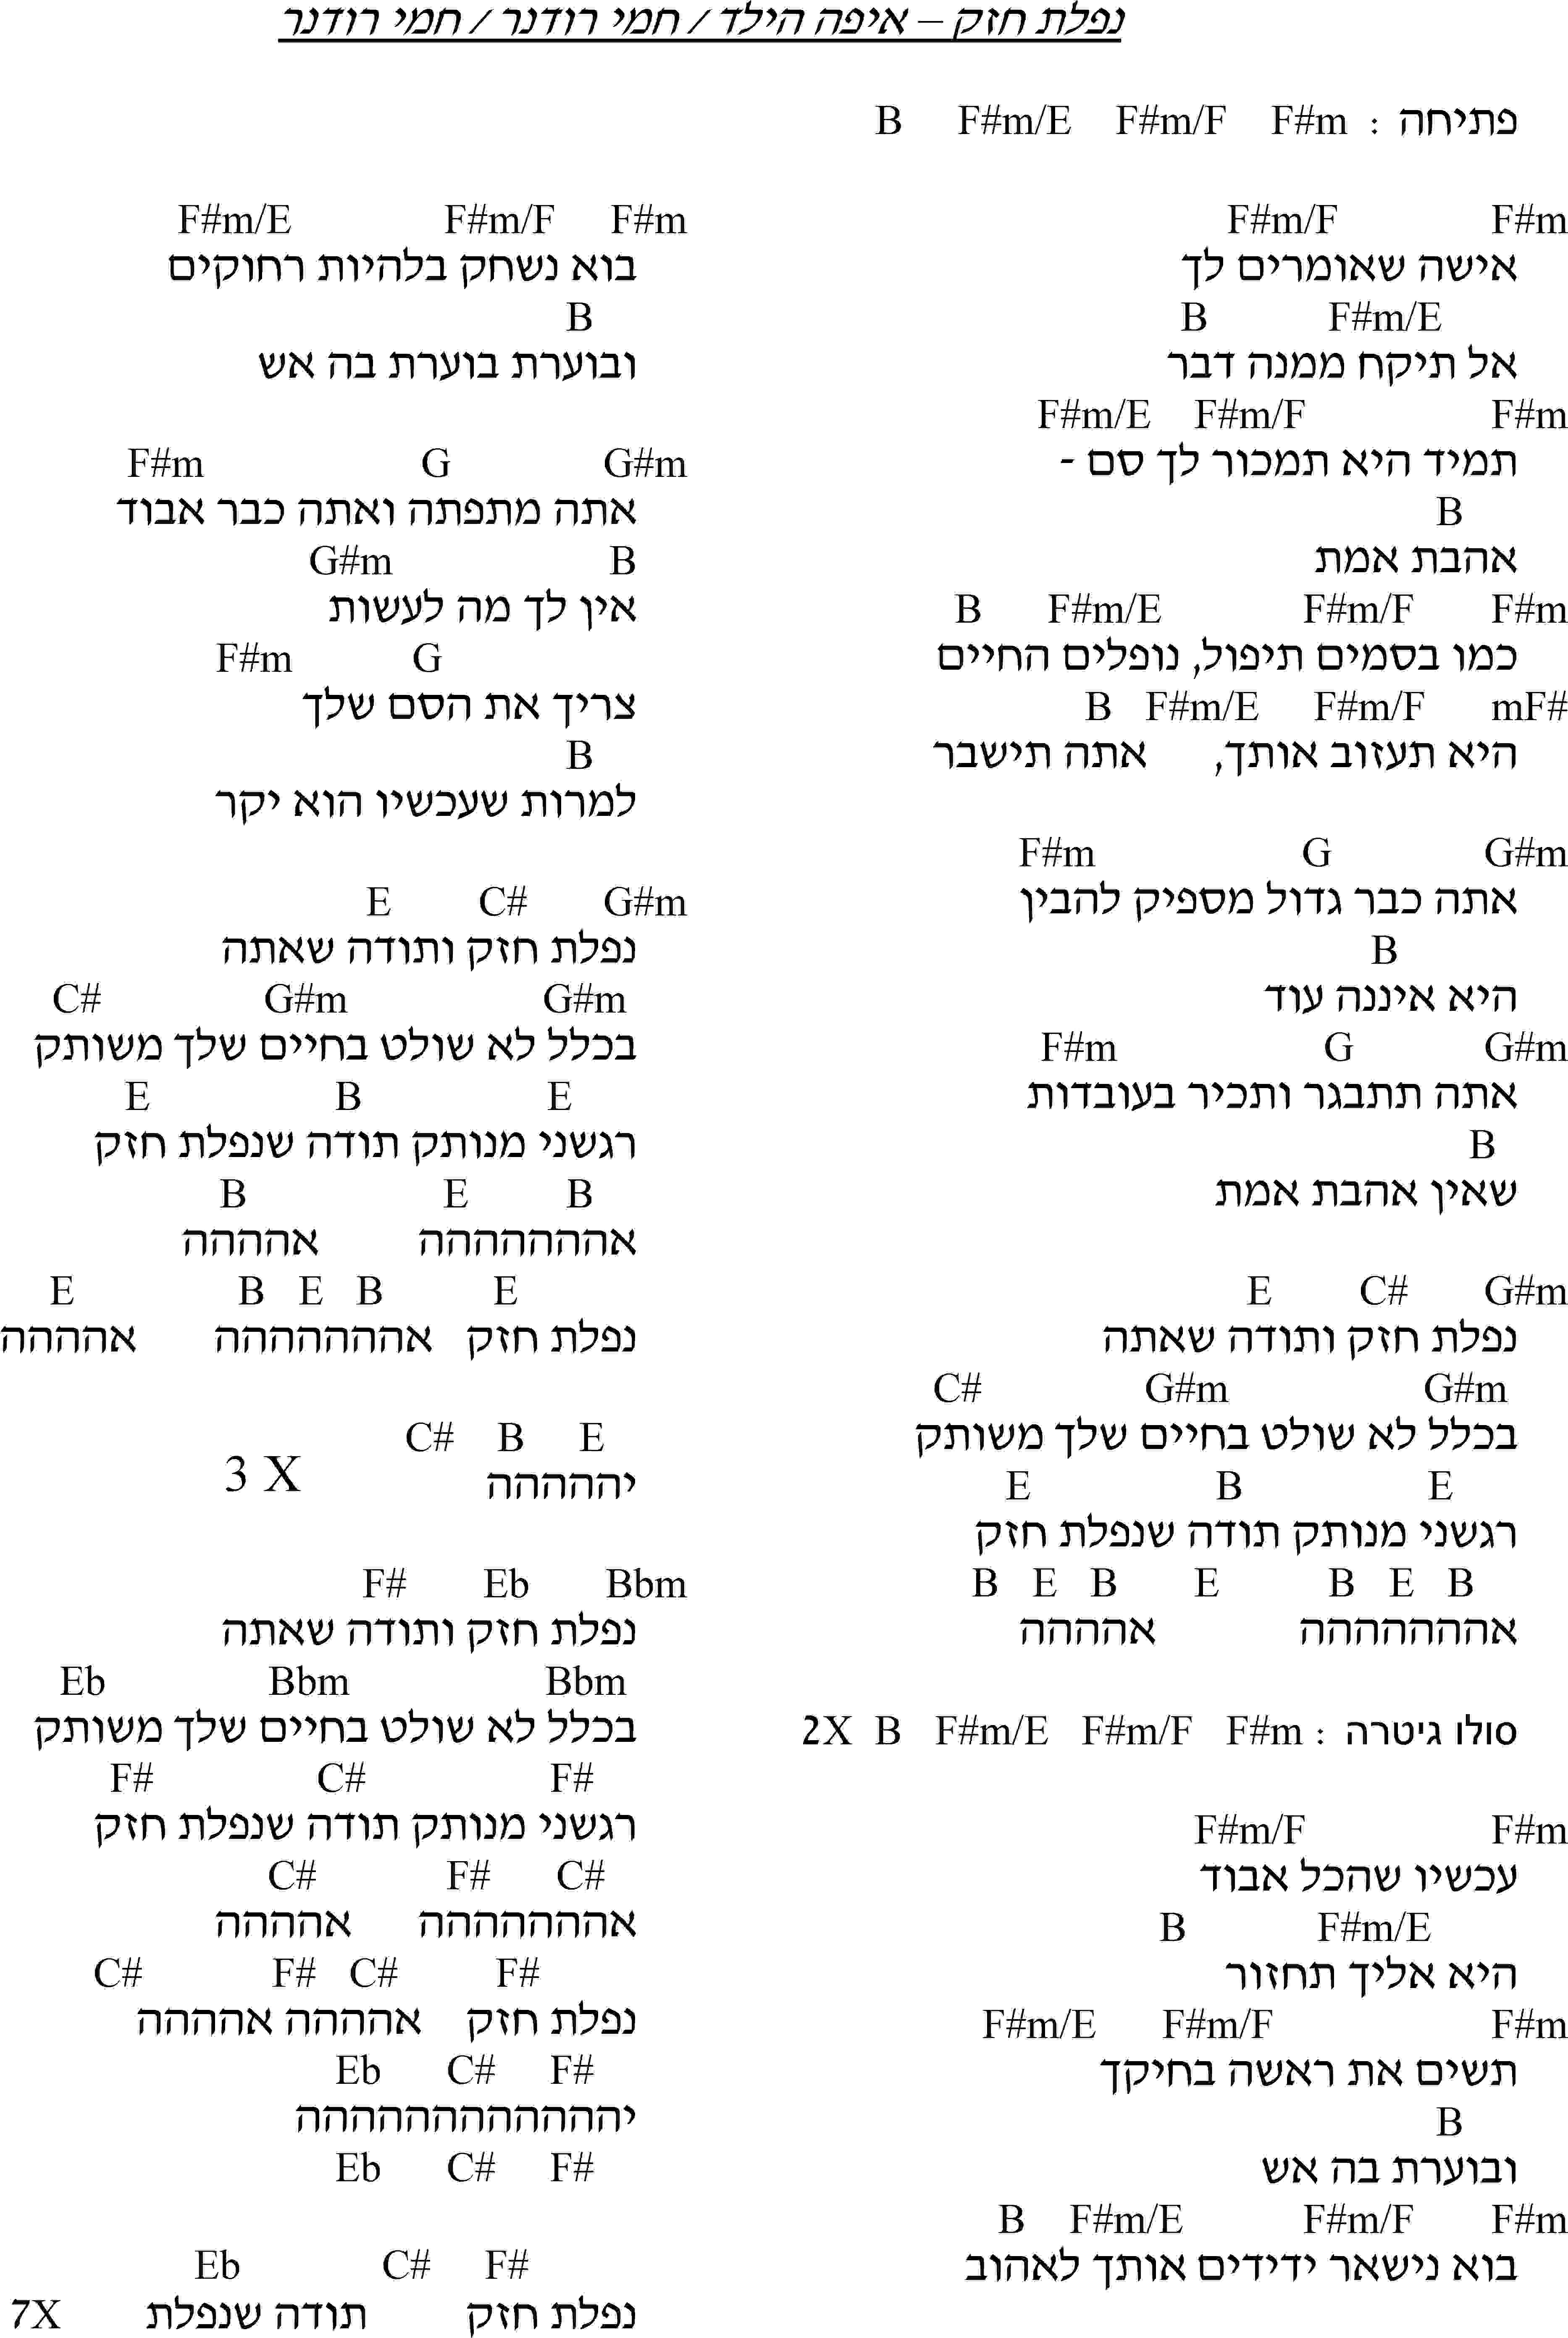 נפלת חזק – איפה הילד / חמי רודנר / חמי רודנר
פתיחה : F#m F#m/F F#m/E B
F#m F#m/F
אישה שאומרים לך
F#m/E B
אל תיקח ממנה דבר
F#m F#m/F F#m/E
תמיד היא תמכור לך סם -
B
אהבת אמת
F#m F#m/F F#m/E B
כמו בסמים תיפול, נופלים החיים
mF# F#m/F F#m/E B
היא תעזוב אותך, אתה תישבר
G#m G F#m
אתה כבר גדול מספיק להבין
B
היא איננה עוד
G#m G F#m
אתה תתבגר ותכיר בעובדות
B
שאין אהבת אמת
G#m C# E
נפלת חזק ותודה שאתה
G#m G#m C#
בכלל לא שולט בחיים שלך משותק
E B E
רגשני מנותק תודה שנפלת חזק
B E B E B E B
אהההההההה אההההה
סולו גיטרה : F#m F#m/F F#m/E B 2X
F#m F#m/F
עכשיו שהכל אבוד
F#m/E B
היא אליך תחזור
F#m F#m/F F#m/E
תשים את ראשה בחיקך
B
ובוערת בה אש
F#m F#m/F F#m/E B
בוא נישאר ידידים אותך לאהוב
F#m F#m/F F#m/E
בוא נשחק בלהיות רחוקים
B
ובוערת בוערת בה אש
G#m G F#m
אתה מתפתה ואתה כבר אבוד
B G#m
אין לך מה לעשות
G F#m
צריך את הסם שלך
B
למרות שעכשיו הוא יקר
G#m C# E
נפלת חזק ותודה שאתה
G#m G#m C#
בכלל לא שולט בחיים שלך משותק
E B E
רגשני מנותק תודה שנפלת חזק
B E B
אהההההההה אההההה
E B E B E
נפלת חזק אהההההההה אההההה
E B C#
יההההה 3 X
Bbm Eb F#
נפלת חזק ותודה שאתה
Bbm Bbm Eb
בכלל לא שולט בחיים שלך משותק
F# C# F#
רגשני מנותק תודה שנפלת חזק
C# F# C#
אהההההההה אההההה
F# C# F# C#
נפלת חזק אההההה אההההה
F# C# Eb
יהההההההההההה
F# C# Eb
F# C# Eb
נפלת חזק תודה שנפלת 7X